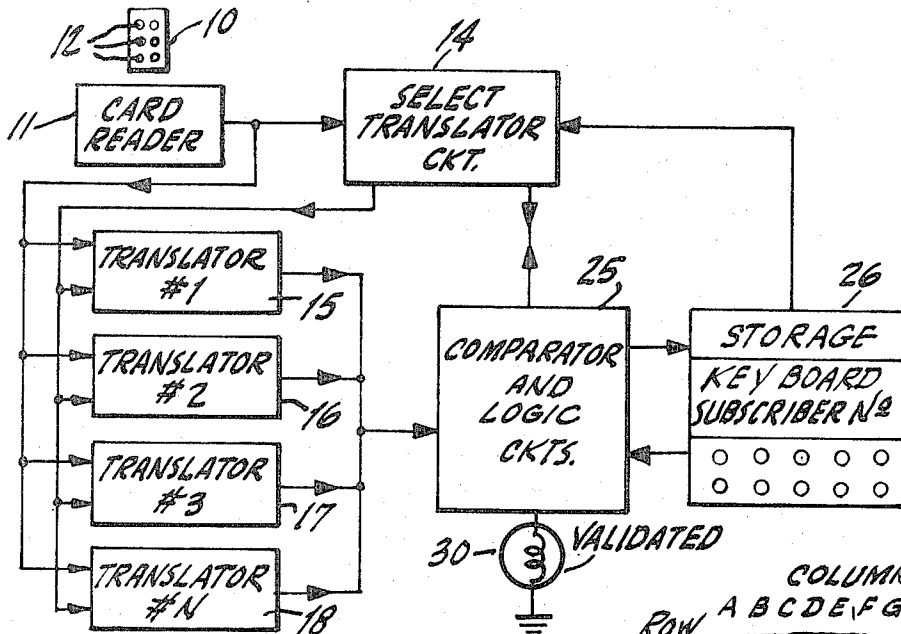 12
10
14
11
CARD
READER
SELECT
TRANSLATOR
CKT.
TRANSLATOR
#1
15
TRANSLATOR
#2
16
TRANSLATOR
#3
17
TRANSLATOR
#N
18
25
COMPARATOR
AND
LOGIC
CKTS.
26
STORAGE
KEY BOARD
SUBSCRIBER Nº
30
VALIDATED
COLUMN
ROW
A B C D E F G